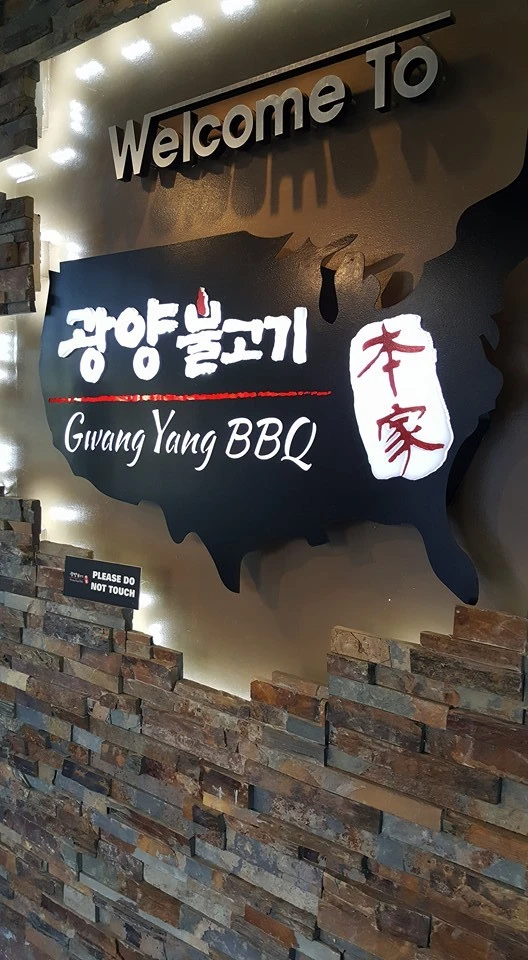 Welcome To
광양불고기
Gwang Yang BBQ
本家
PLEASE DO
NOT TOUCH